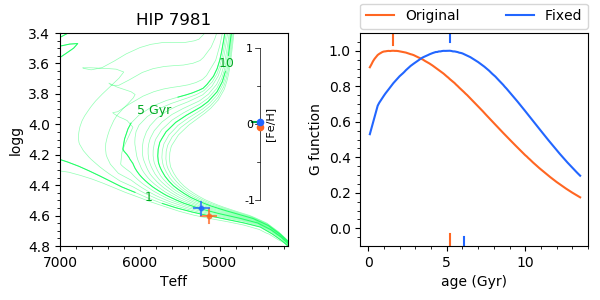 HIP 7981
Original Fixed
3.4
3.6
3.8
4.0
4.2
4.4
4.6
4.8
logg
7000 6000 5000
Teff
10
5 Gyr
1
1
0
-1
[Fe/H]
1.0
0.8
0.6
0.4
0.2
0.0
G function
0 5 10
age (Gyr)